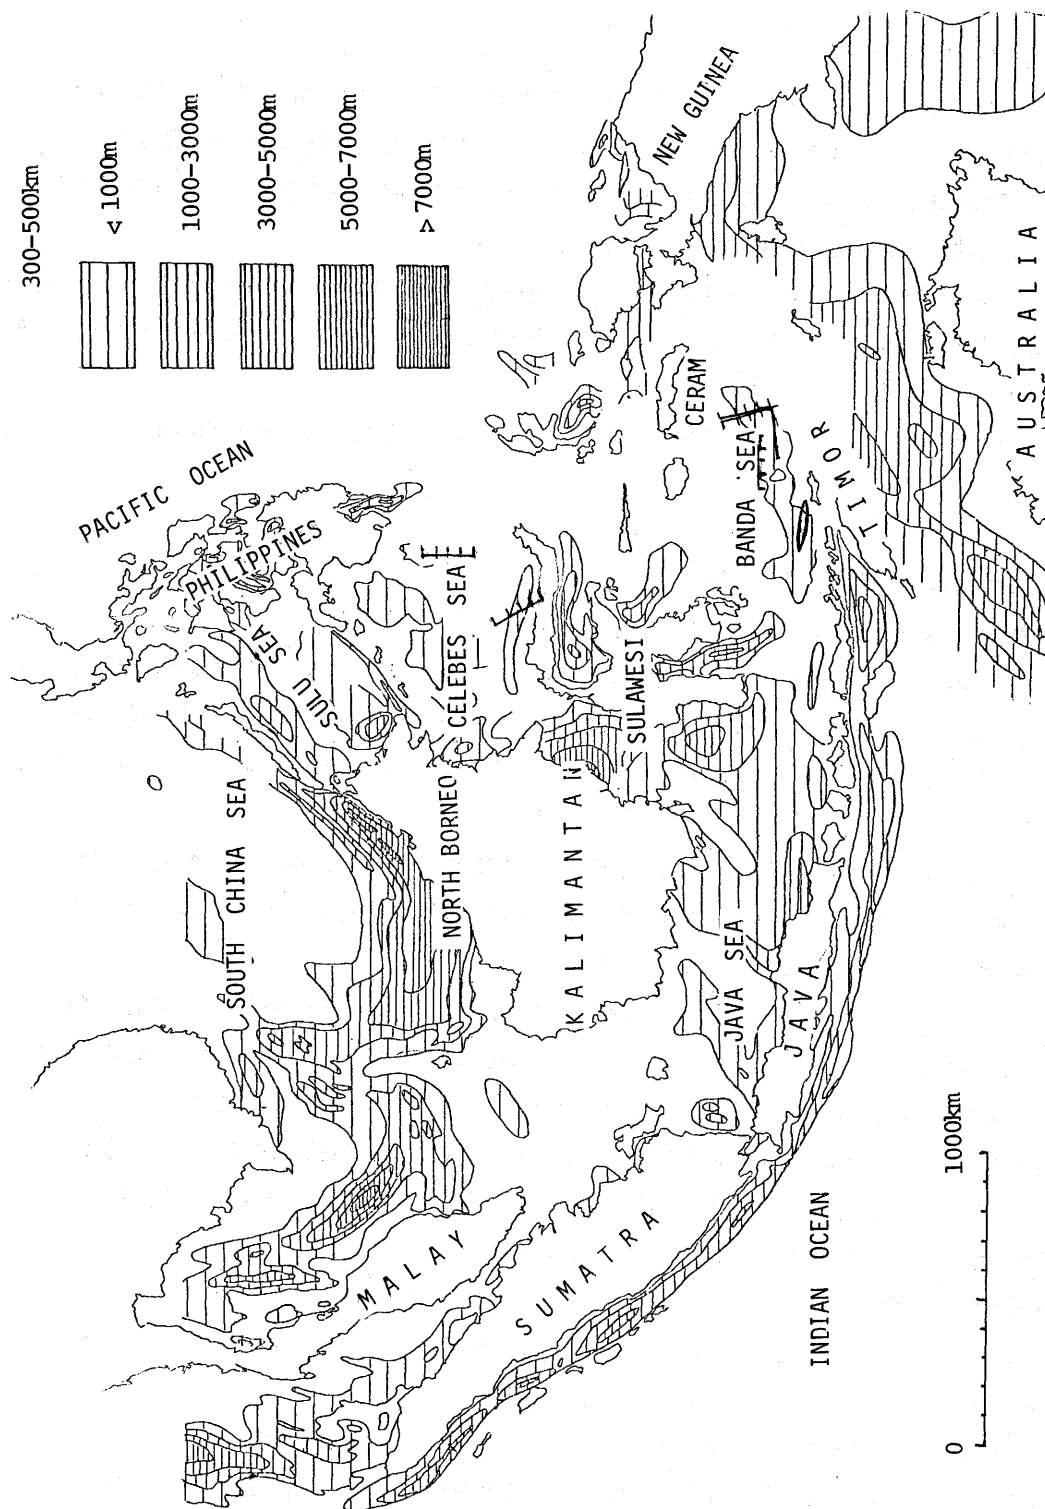 300-500km
< 1000m
1000-3000m
3000-5000m
5000-7000m
> 7000m
PACIFIC OCEAN
PHILIPPINES
SULU SEA
SOUTH CHINA SEA
CELEBES SEA
NORTH BORNEO
KALIMANTAN
SULAWESI
NEW GUINEA
CERAM
BANDA SEA
TIMOR
AUSTRALIA
JAVA SEA
JAVA
MALAY
SUMATRA
INDIAN OCEAN
0
1000km